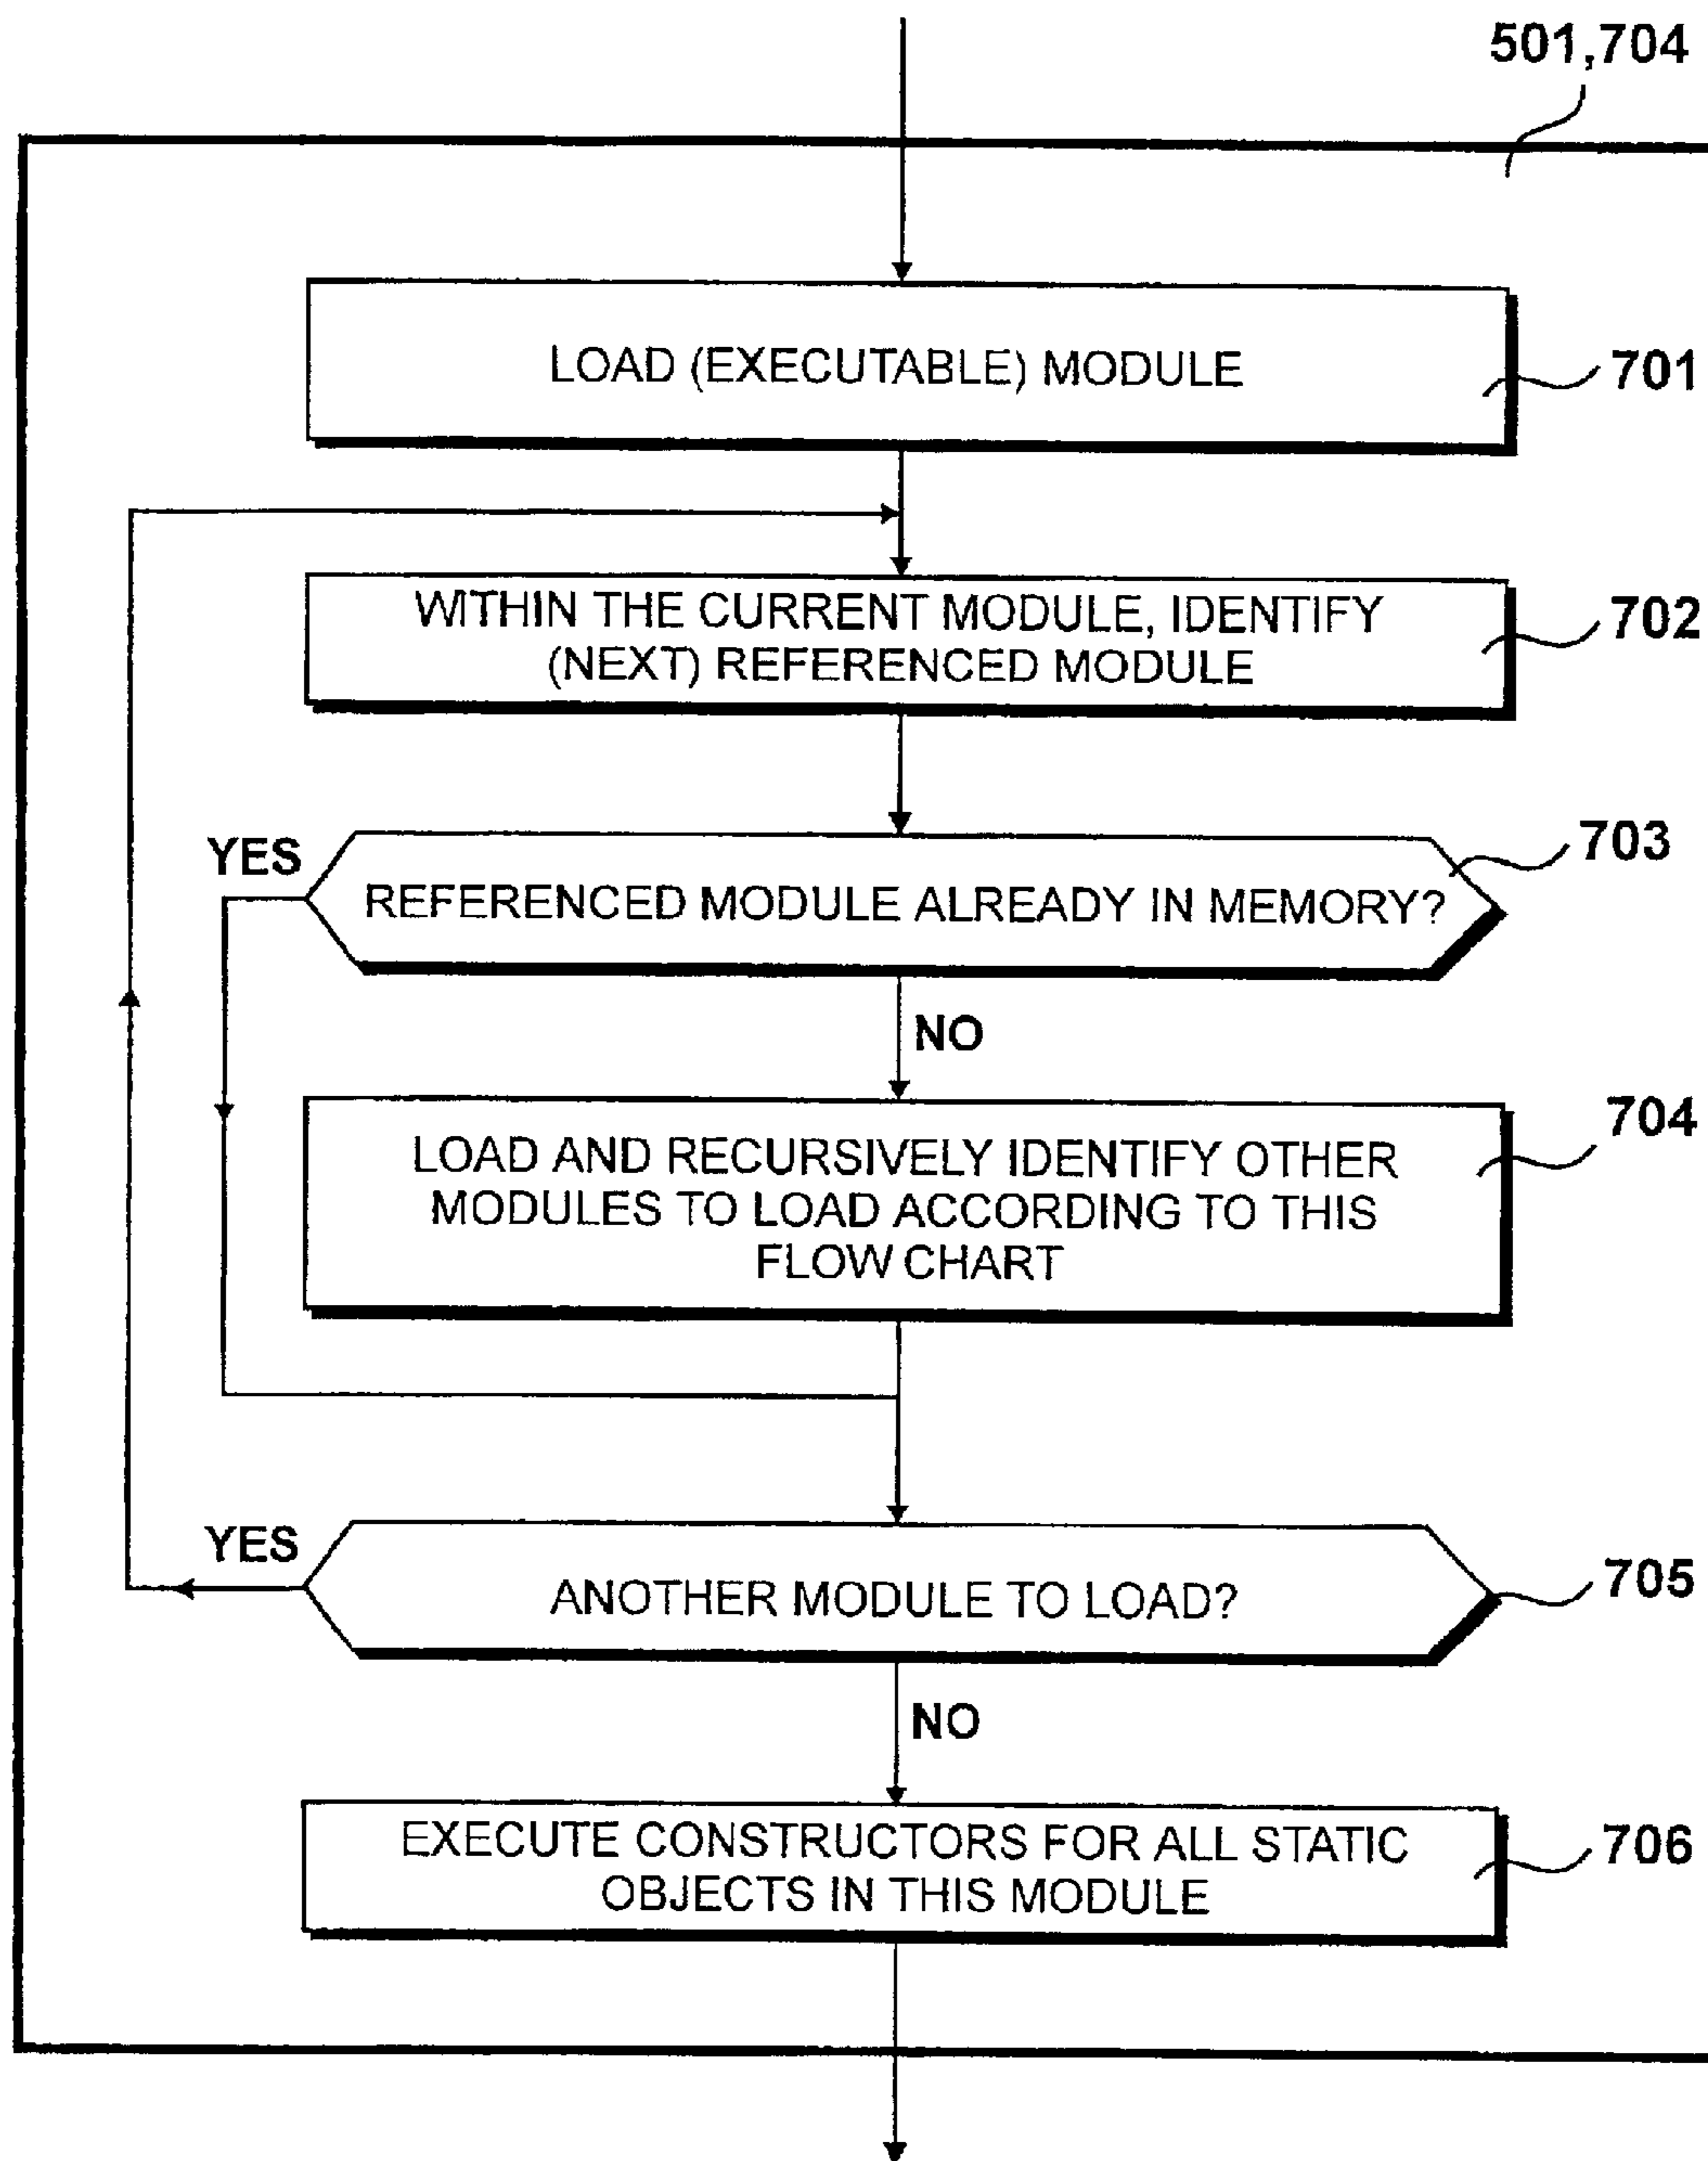 501,704
LOAD (EXECUTABLE) MODULE
701
WITHIN THE CURRENT MODULE, IDENTIFY
(NEXT) REFERENCED MODULE
702
YES
REFERENCED MODULE ALREADY IN MEMORY?
703
NO
LOAD AND RECURSIVELY IDENTIFY OTHER
MODULES TO LOAD ACCORDING TO THIS
FLOW CHART
704
YES
ANOTHER MODULE TO LOAD?
705
NO
EXECUTE CONSTRUCTORS FOR ALL STATIC
OBJECTS IN THIS MODULE
706